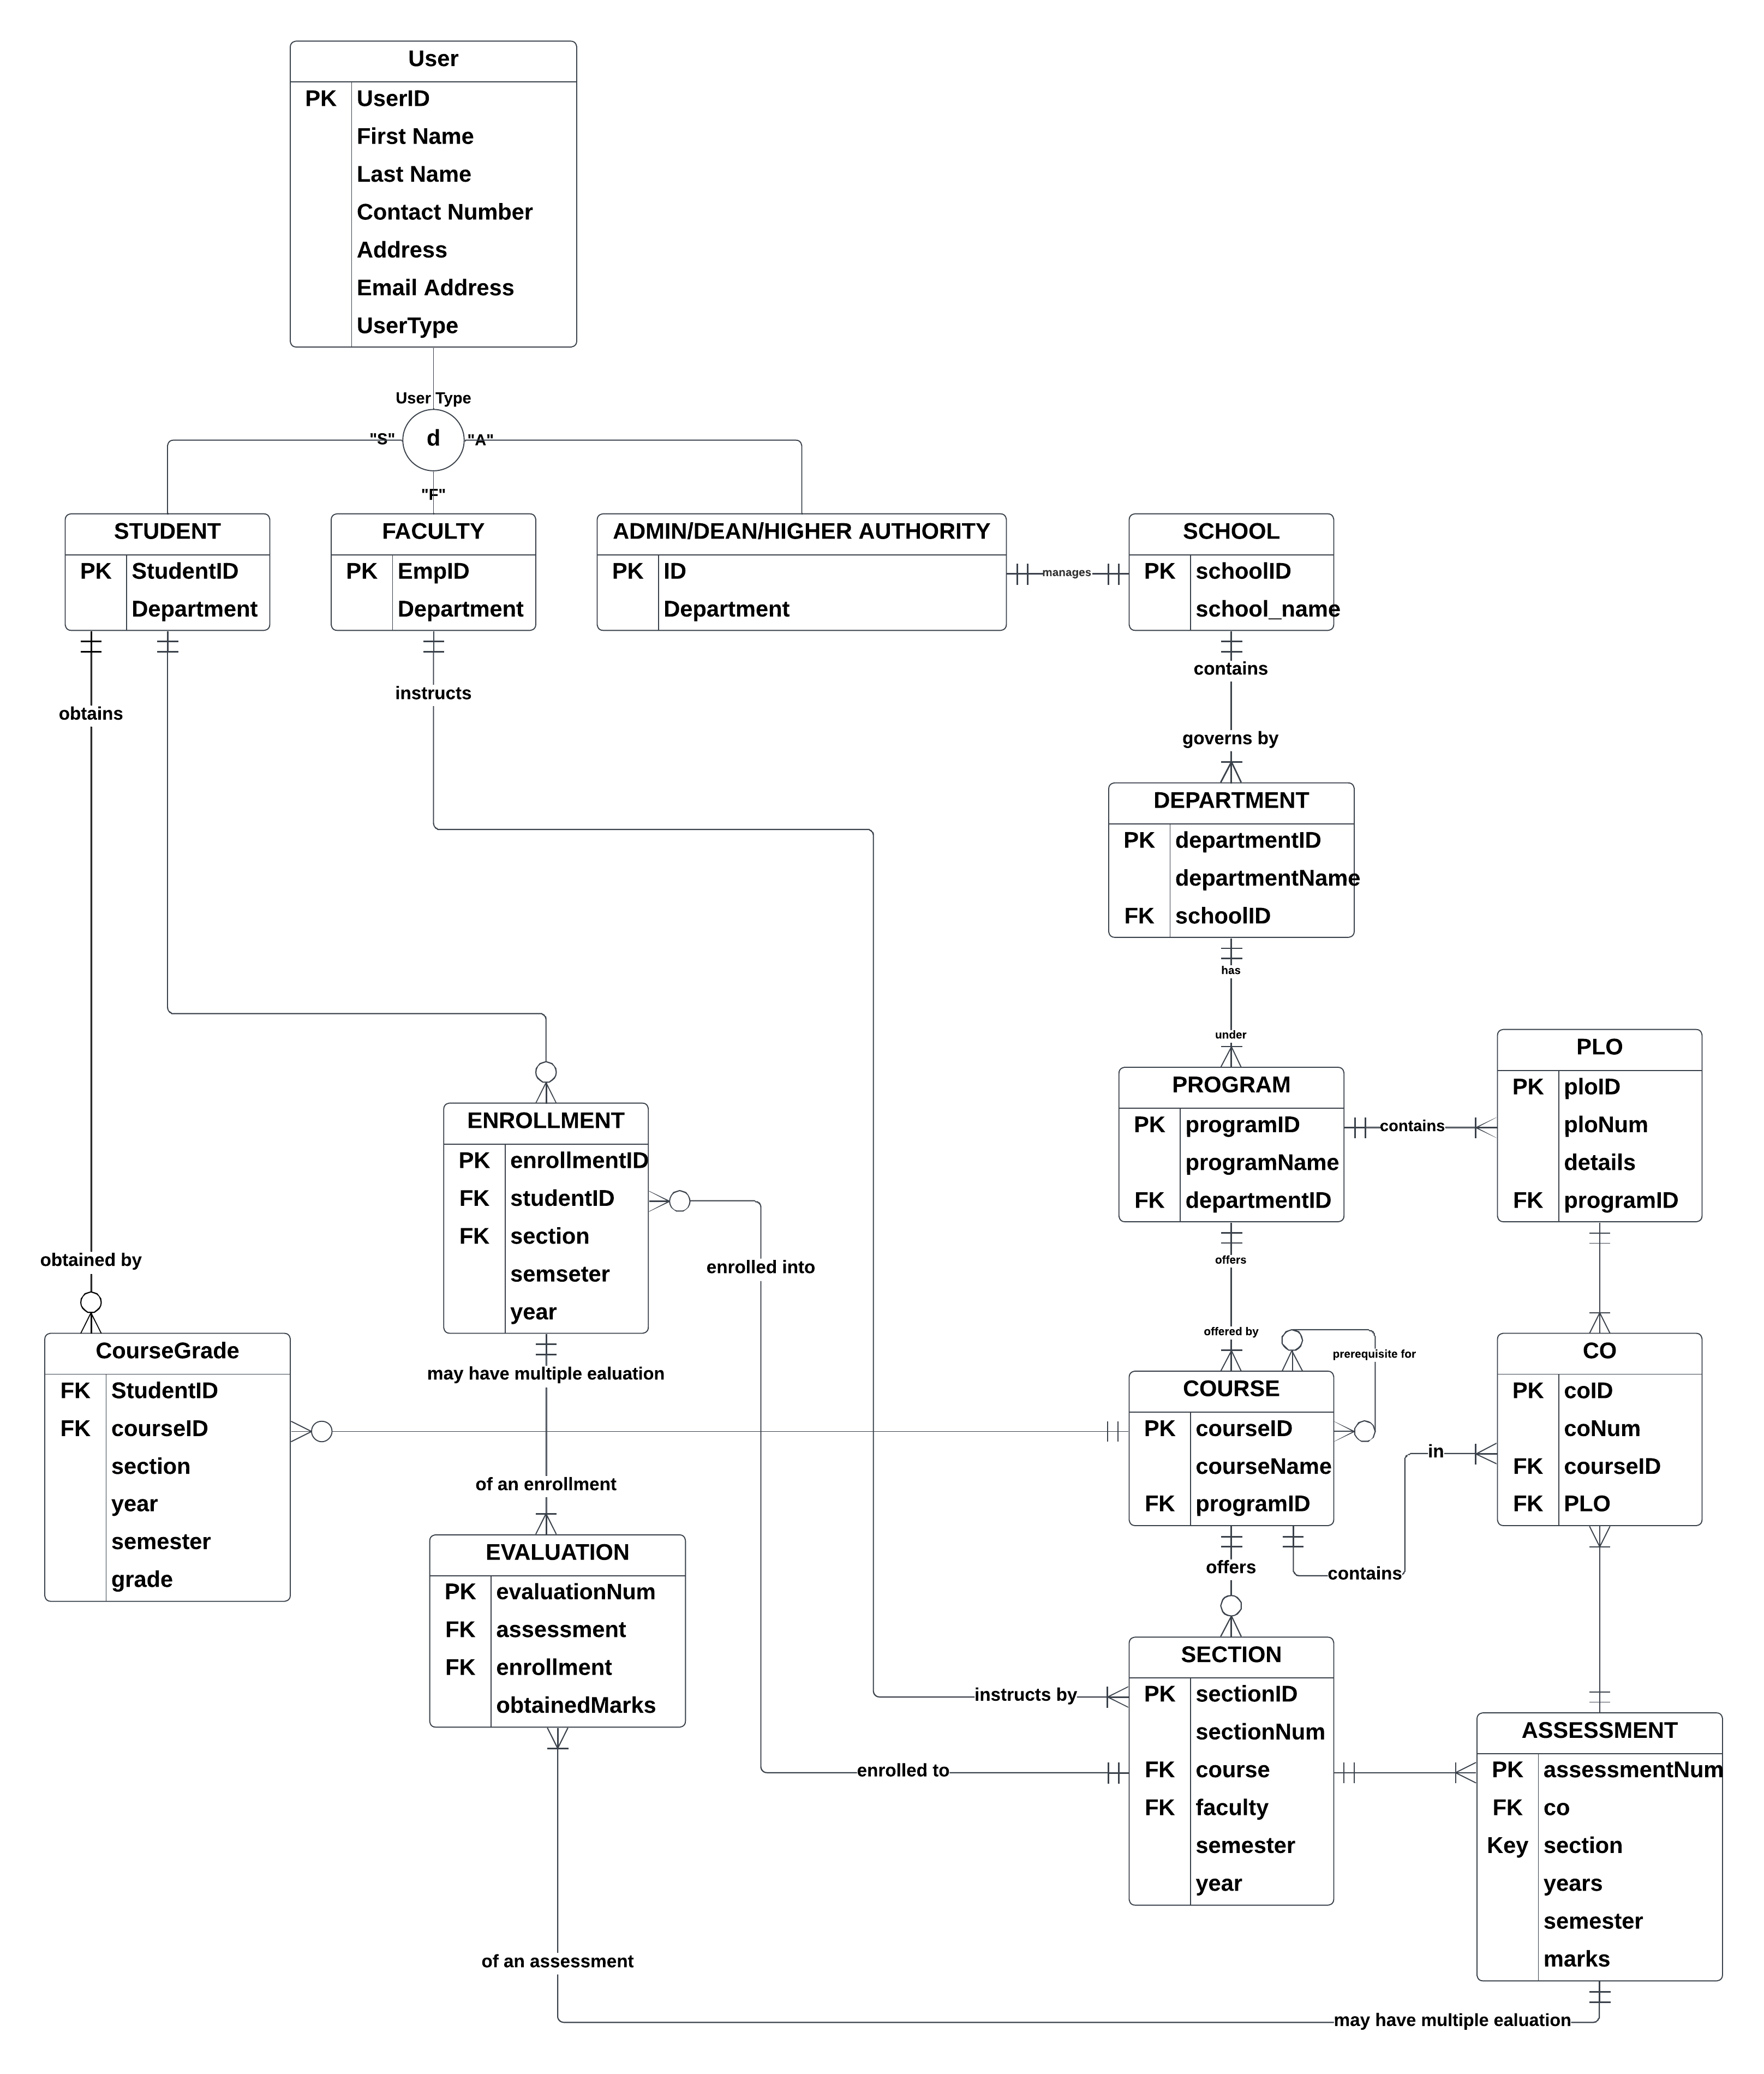 User
PK UserID
First Name
Last Name
Contact Number
Address
Email Address
UserType
User Type
"S" d "A"
"F"
STUDENT
PK StudentID
Department
FACULTY
PK EmpID
Department
ADMIN/DEAN/HIGHER AUTHORITY
PK ID
Department
manages
SCHOOL
PK schoolID
school_name
obtains
instructs
contains
governs by
DEPARTMENT
PK departmentID
departmentName
FK schoolID
has
under
PROGRAM
PK programID
programName
FK departmentID
contains
PLO
PK ploID
ploNum
details
FK programID
ENROLLMENT
PK enrollmentID
FK studentID
FK section
semseter
year
enrolled into
obtained by
offers
offered by
CourseGrade
FK StudentID
FK courseID
section
year
semester
grade
may have multiple ealuation
of an enrollment
COURSE
PK courseID
courseName
FK programID
prerequisite for
in
contains
CO
PK coID
coNum
FK courseID
FK PLO
EVALUATION
PK evaluationNum
FK assessment
FK enrollment
obtainedMarks
offers
instructs by
enrolled to
SECTION
PK sectionID
sectionNum
FK course
FK faculty
semester
year
ASSESSMENT
PK assessmentNum
FK co
Key section
years
semester
marks
of an assessment
may have multiple ealuation